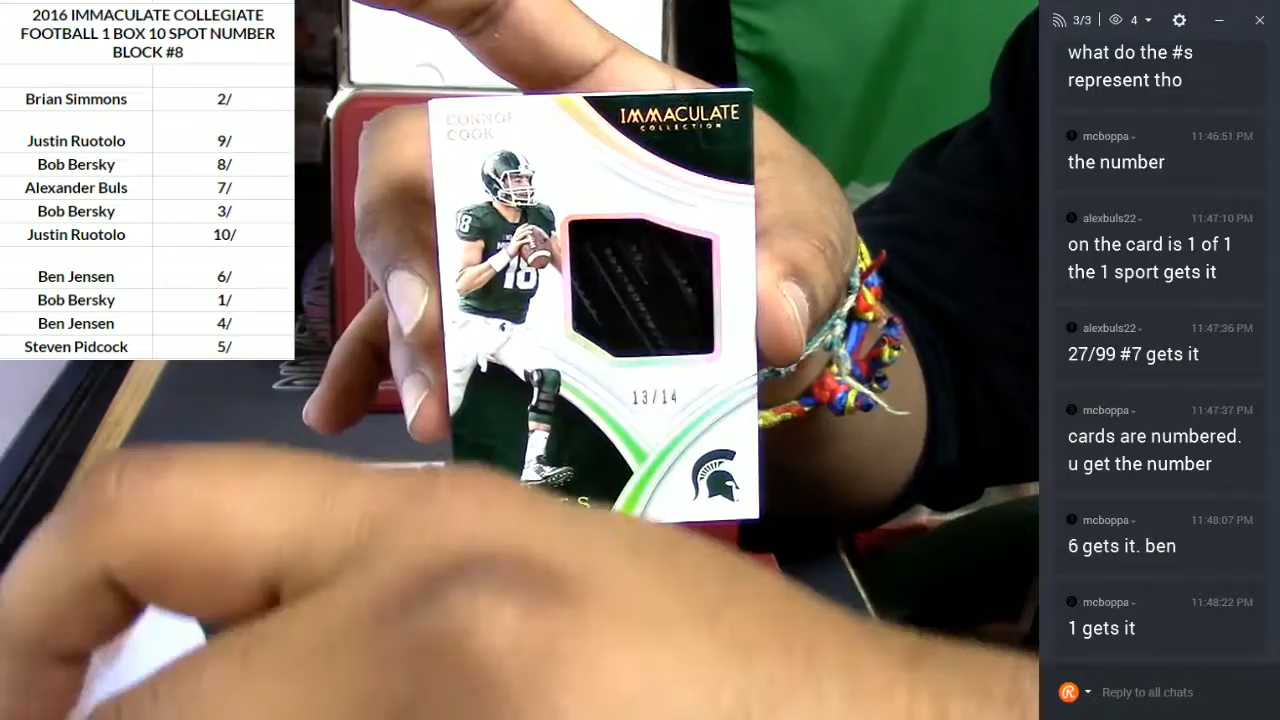 2016 IMMACULATE COLLEGIATE
FOOTBALL 1 BOX 10 SPOT NUMBER
BLOCK #8
Brian Simmons 2/
Justin Ruotolo 9/
Bob Bersky 8/
Alexander Buls 7/
Bob Bersky 3/
Justin Ruotolo 10/
Ben Jensen 6/
Bob Bersky 1/
Ben Jensen 4/
Steven Pidcock 5/
CONNOR
COOK
IMMACULATE
COLLECTION
18
18
13/14
3/3
4
what do the #s
represent tho
mcboppa 11:46:51 PM
the number
alexbuls22 11:47:10 PM
on the card is 1 of 1
the 1 sport gets it
alexbuls22 11:47:36 PM
27/99 #7 gets it
mcboppa 11:47:37 PM
cards are numbered.
u get the number
mcboppa 11:48:07 PM
6 gets it. ben
mcboppa 11:48:22 PM
1 gets it
Reply to all chats